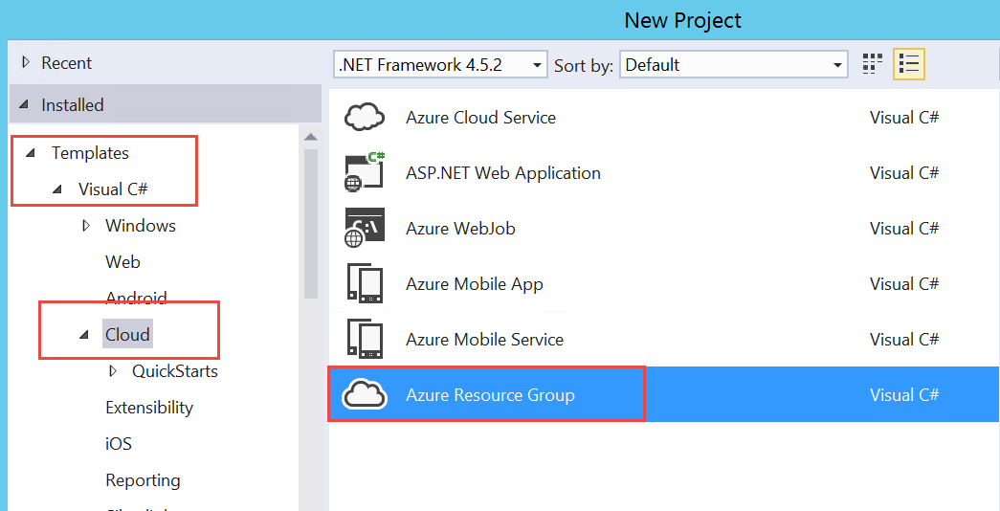 New Project
Recent
Installed
Templates
Visual C#
Windows
Web
Android
Cloud
QuickStarts
Extensibility
iOS
Reporting
.NET Framework 4.5.2
Sort by: Default
Azure Cloud Service Visual C#
C#
ASP.NET Web Application Visual C#
C:\
Azure WebJob Visual C#
Azure Mobile App Visual C#
Azure Mobile Service Visual C#
Azure Resource Group Visual C#